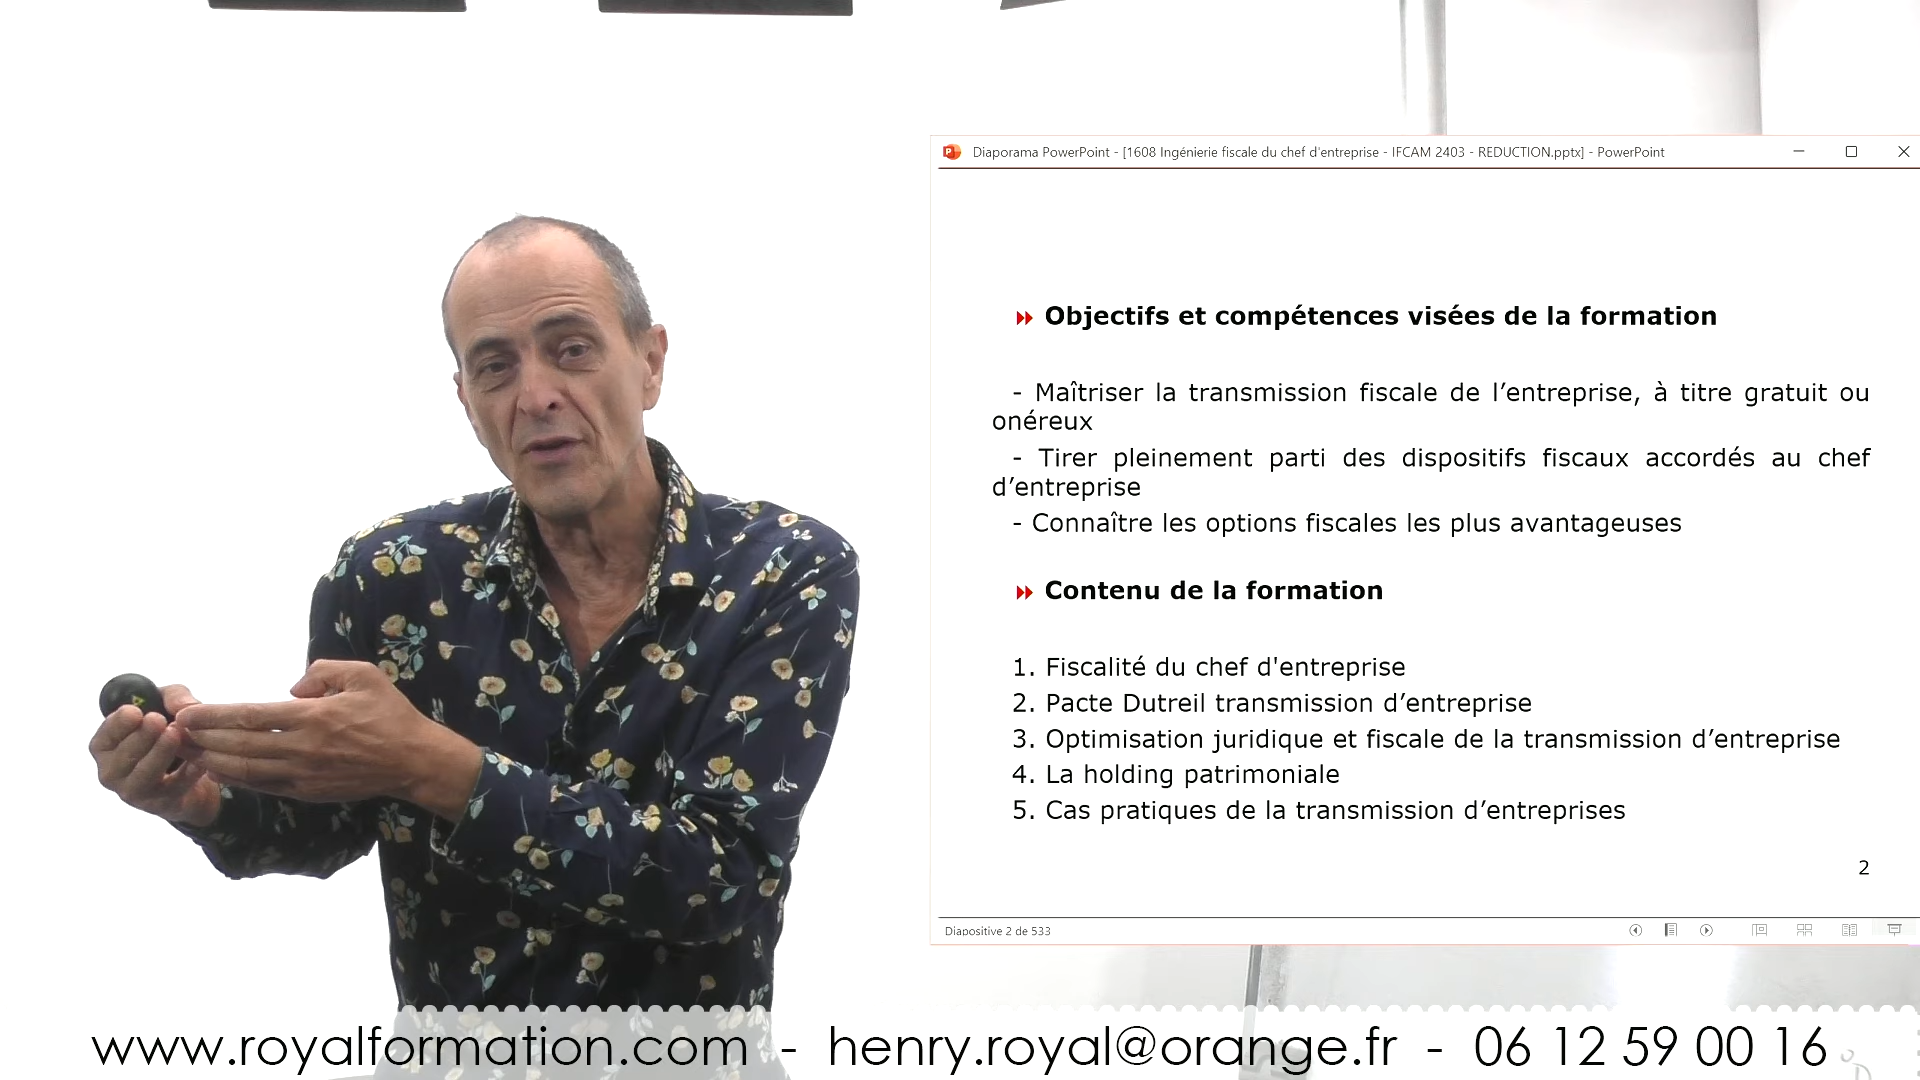 Diaporama PowerPoint - [1608 Ingénierie fiscale du chef d'entreprise - IFCAM 2403 - REDUCTION.pptx] - PowerPoint
Objectifs et compétences visées de la formation
- Maîtriser la transmission fiscale de l’entreprise, à titre gratuit ou
onéreux
- Tirer pleinement parti des dispositifs fiscaux accordés au chef
d’entreprise
- Connaître les options fiscales les plus avantageuses
Contenu de la formation
1. Fiscalité du chef d'entreprise
2. Pacte Dutreil transmission d’entreprise
3. Optimisation juridique et fiscale de la transmission d’entreprise
4. La holding patrimoniale
5. Cas pratiques de la transmission d’entreprises
2
Diapositive 2 de 533
www.royalformation.com - henry.royal@orange.fr - 06 12 59 00 16